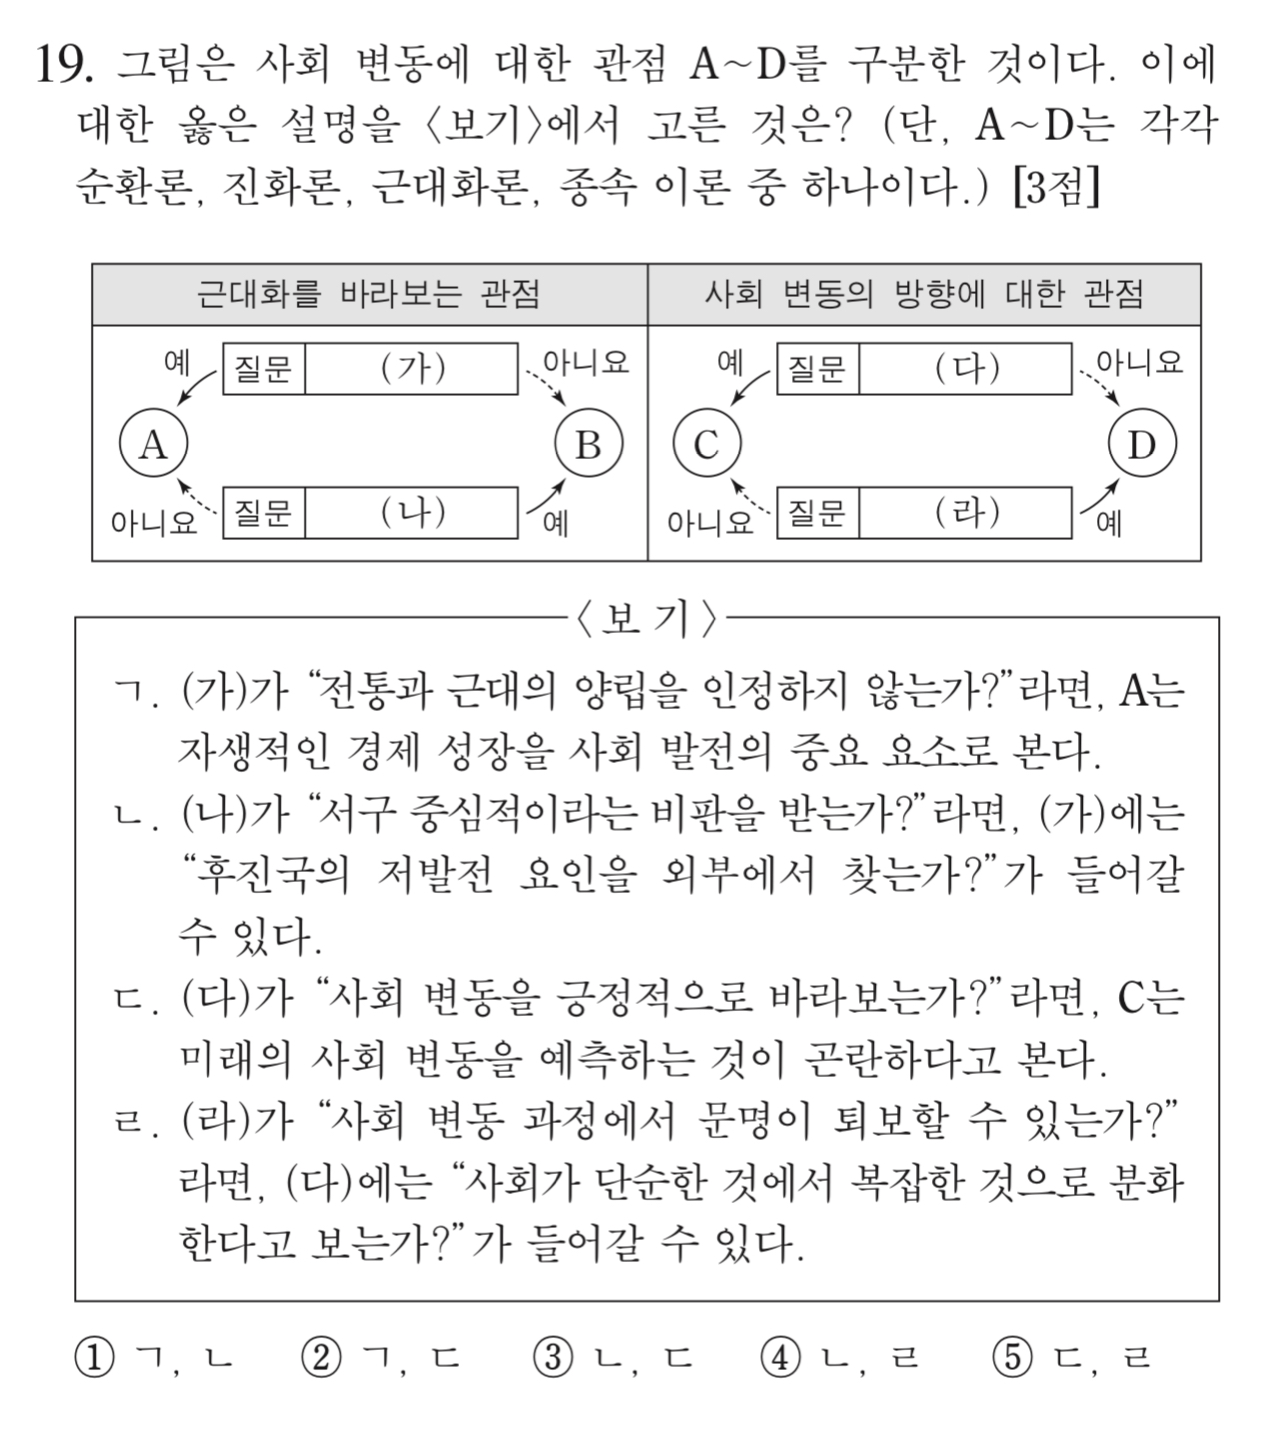 19. 그림은 사회 변동에 대한 관점 A~D를 구분한 것이다. 이에
대한 옳은 설명을 〈보기〉에서 고른 것은? (단, A~D는 각각
순환론, 진화론, 근대화론, 종속 이론 중 하나이다.) [3점]
근대화를 바라보는 관점
예 질문 (가) 아니요
A B
아니요 질문 (나) 예
사회 변동의 방향에 대한 관점
예 질문 (다) 아니요
C D
아니요 질문 (라) 예
〈보 기〉
ㄱ. (가)가 “전통과 근대의 양립을 인정하지 않는가?”라면, A는
자생적인 경제 성장을 사회 발전의 중요 요소로 본다.
ㄴ. (나)가 “서구 중심적이라는 비판을 받는가?”라면, (가)에는
“후진국의 저발전 요인을 외부에서 찾는가?”가 들어갈
수 있다.
ㄷ. (다)가 “사회 변동을 긍정적으로 바라보는가?”라면, C는
미래의 사회 변동을 예측하는 것이 곤란하다고 본다.
ㄹ. (라)가 “사회 변동 과정에서 문명이 퇴보할 수 있는가?”
라면, (다)에는 “사회가 단순한 것에서 복잡한 것으로 분화
한다고 보는가?”가 들어갈 수 있다.
① ㄱ, ㄴ ② ㄱ, ㄷ ③ ㄴ, ㄷ ④ ㄴ, ㄹ ⑤ ㄷ, ㄹ